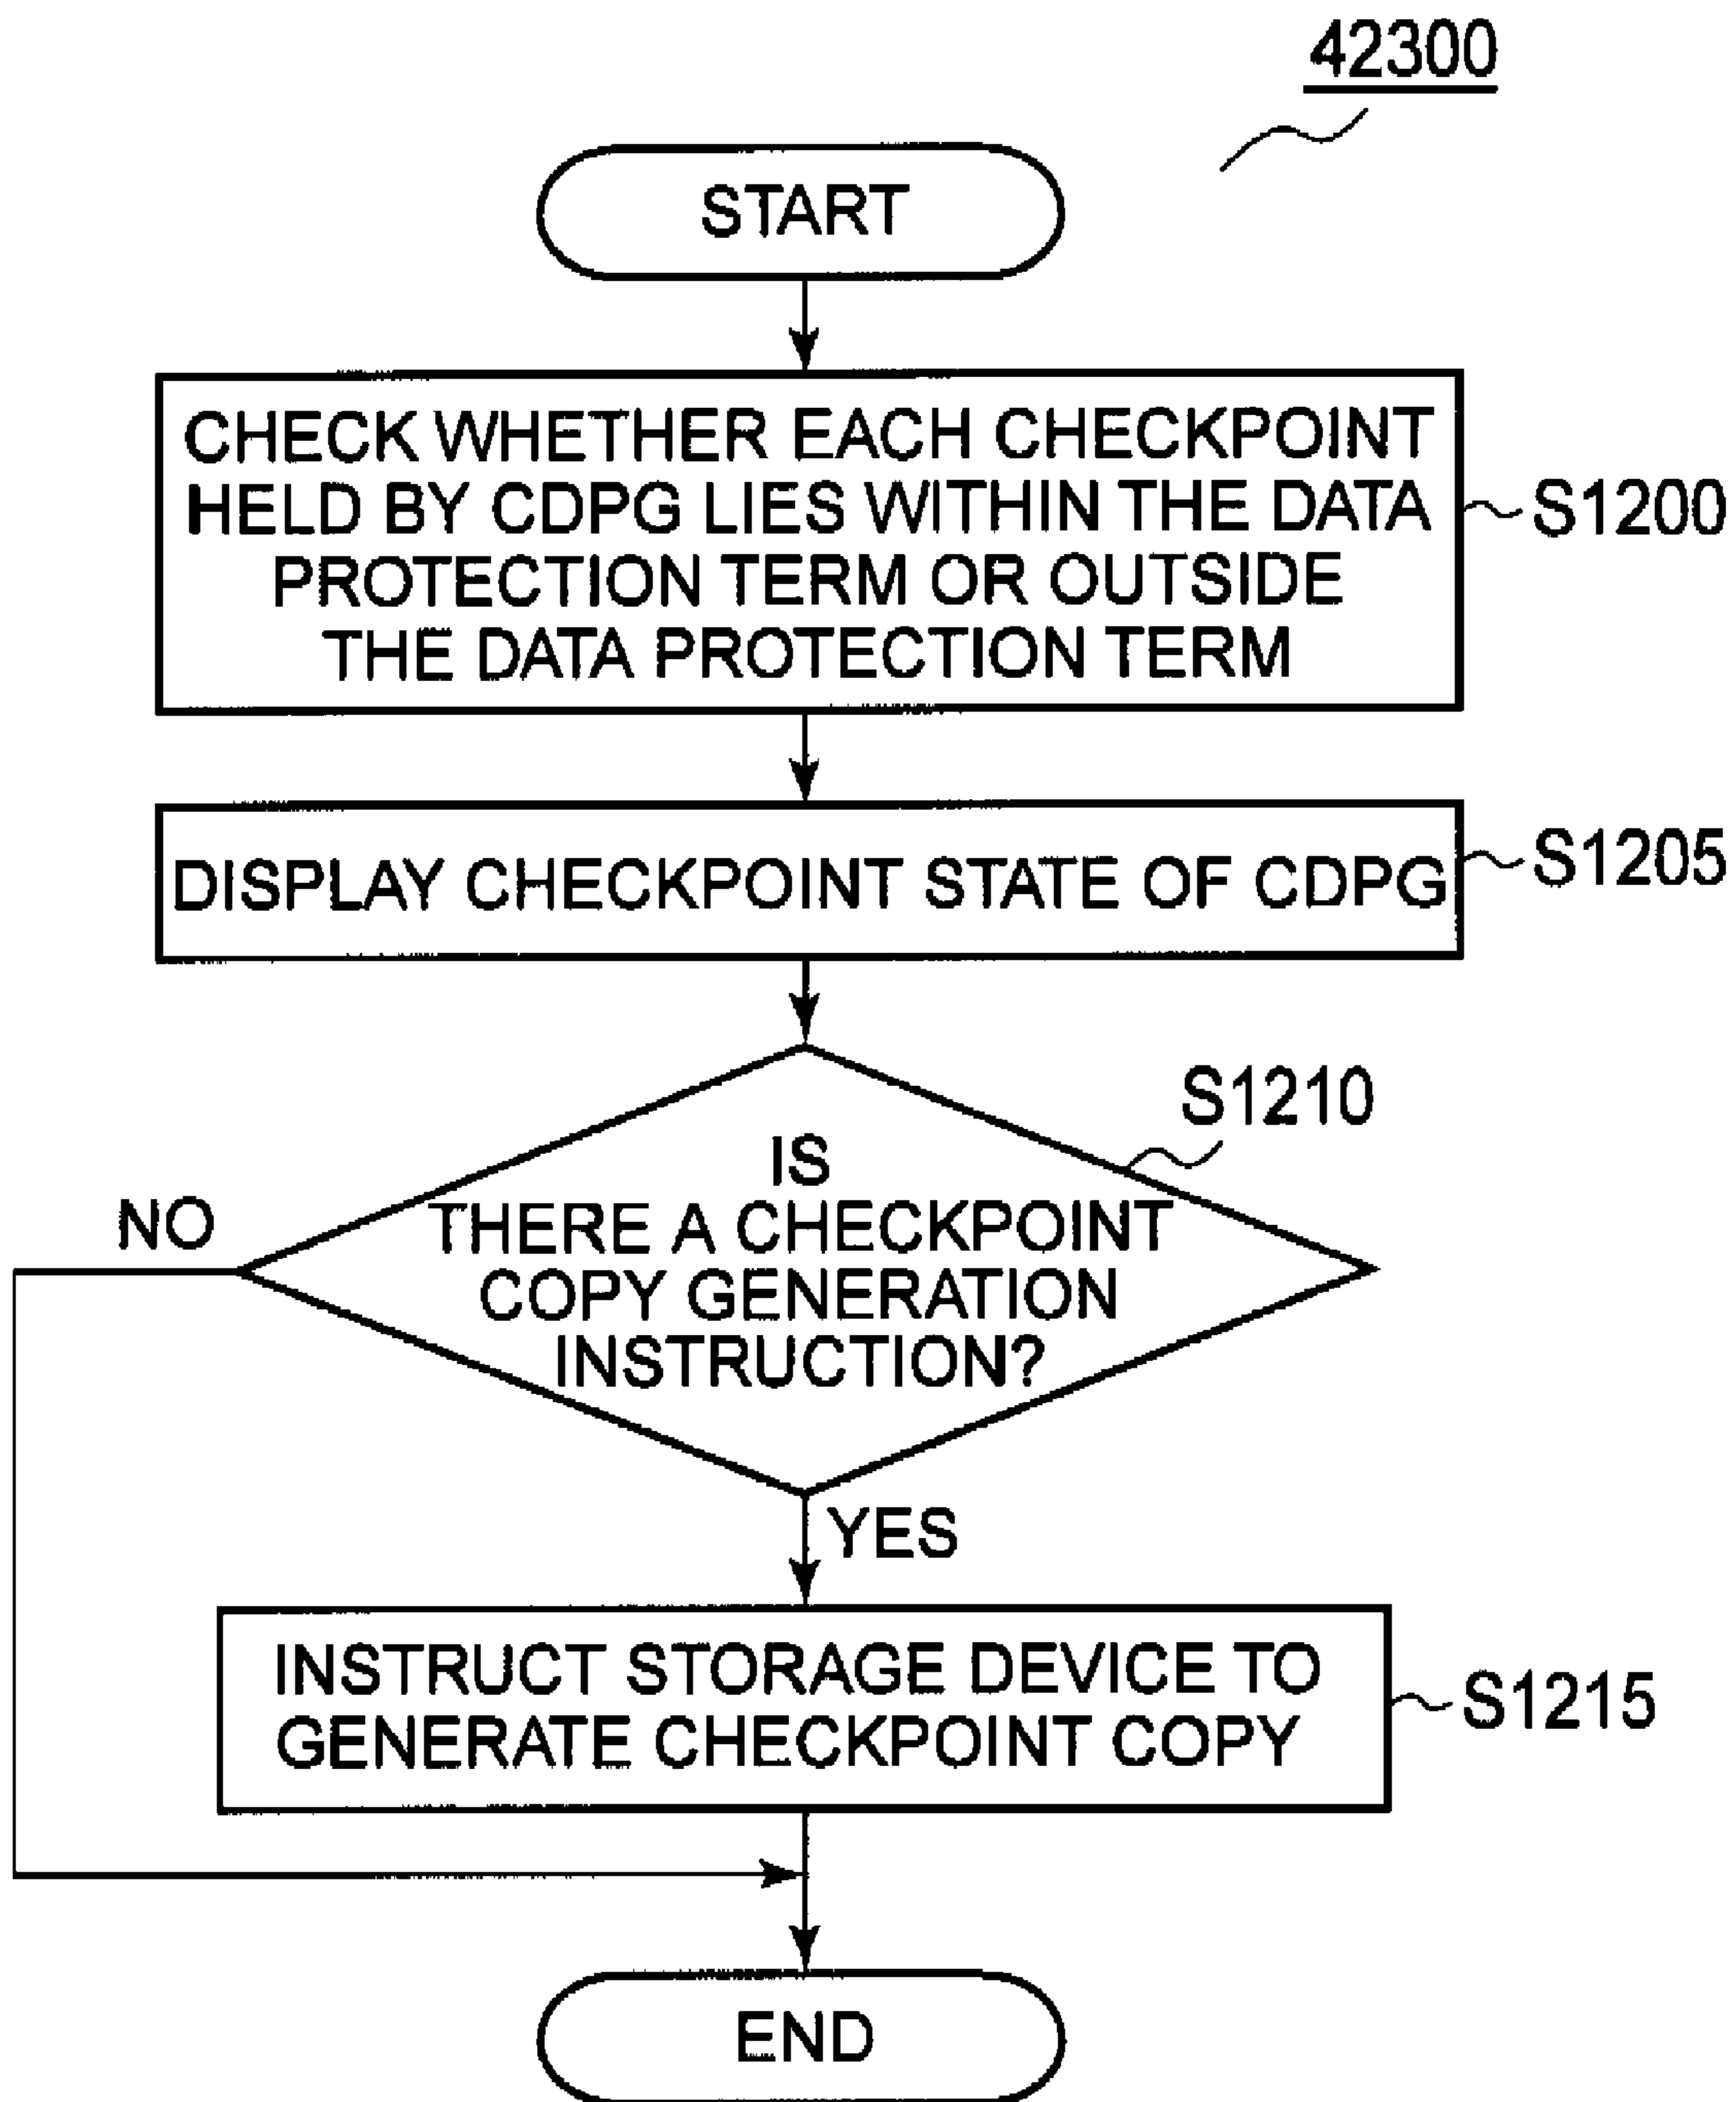 42300
START
CHECK WHETHER EACH CHECKPOINT
HELD BY CDPG LIES WITHIN THE DATA
PROTECTION TERM OR OUTSIDE
THE DATA PROTECTION TERM
S1200
DISPLAY CHECKPOINT STATE OF CDPG
S1205
S1210
IS
THERE A CHECKPOINT
COPY GENERATION
INSTRUCTION?
NO
YES
INSTRUCT STORAGE DEVICE TO
GENERATE CHECKPOINT COPY
S1215
END